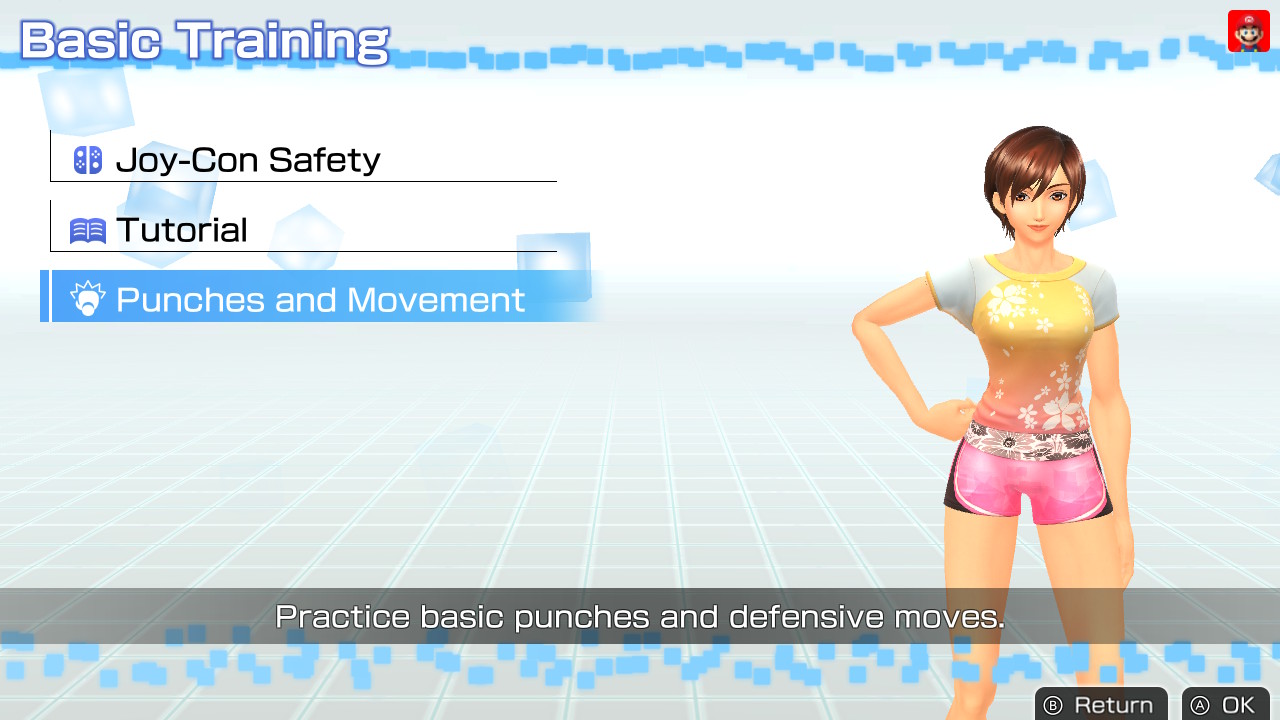 Basic Training
Joy-Con Safety
Tutorial
Punches and Movement
Practice basic punches and defensive moves.
B Return A OK